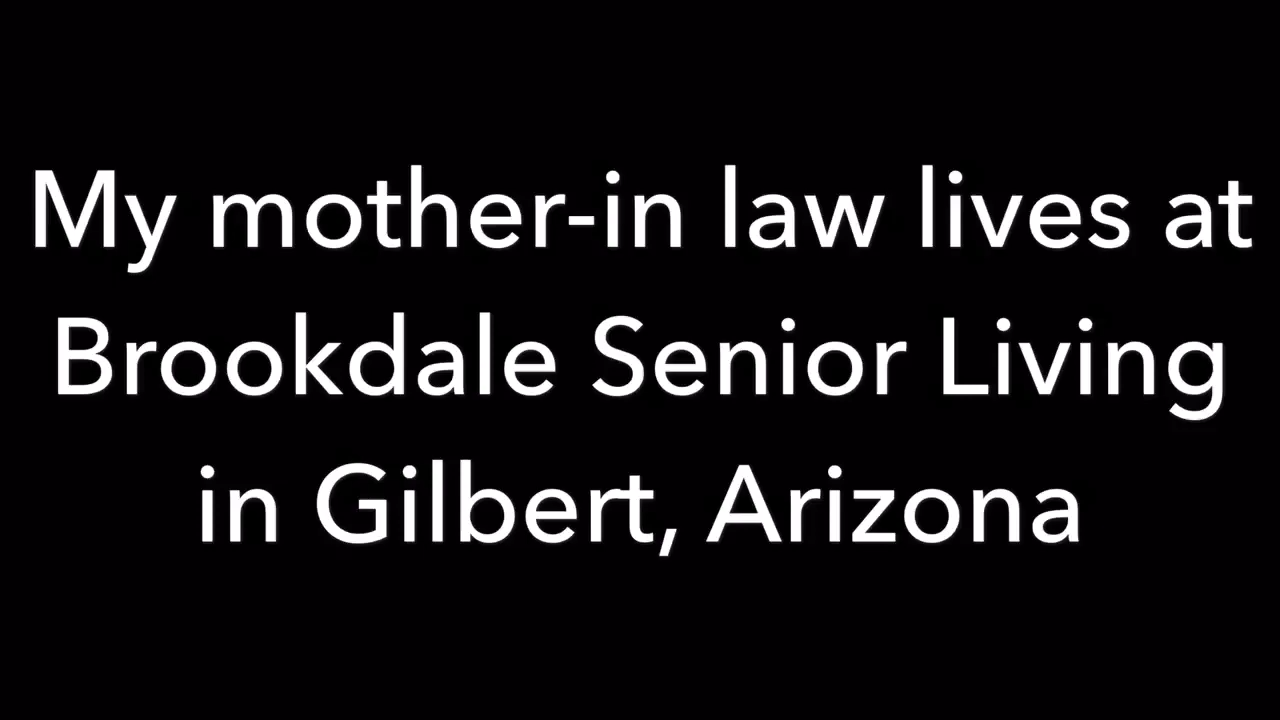 My mother-in law lives at
Brookdale Senior Living
in Gilbert, Arizona